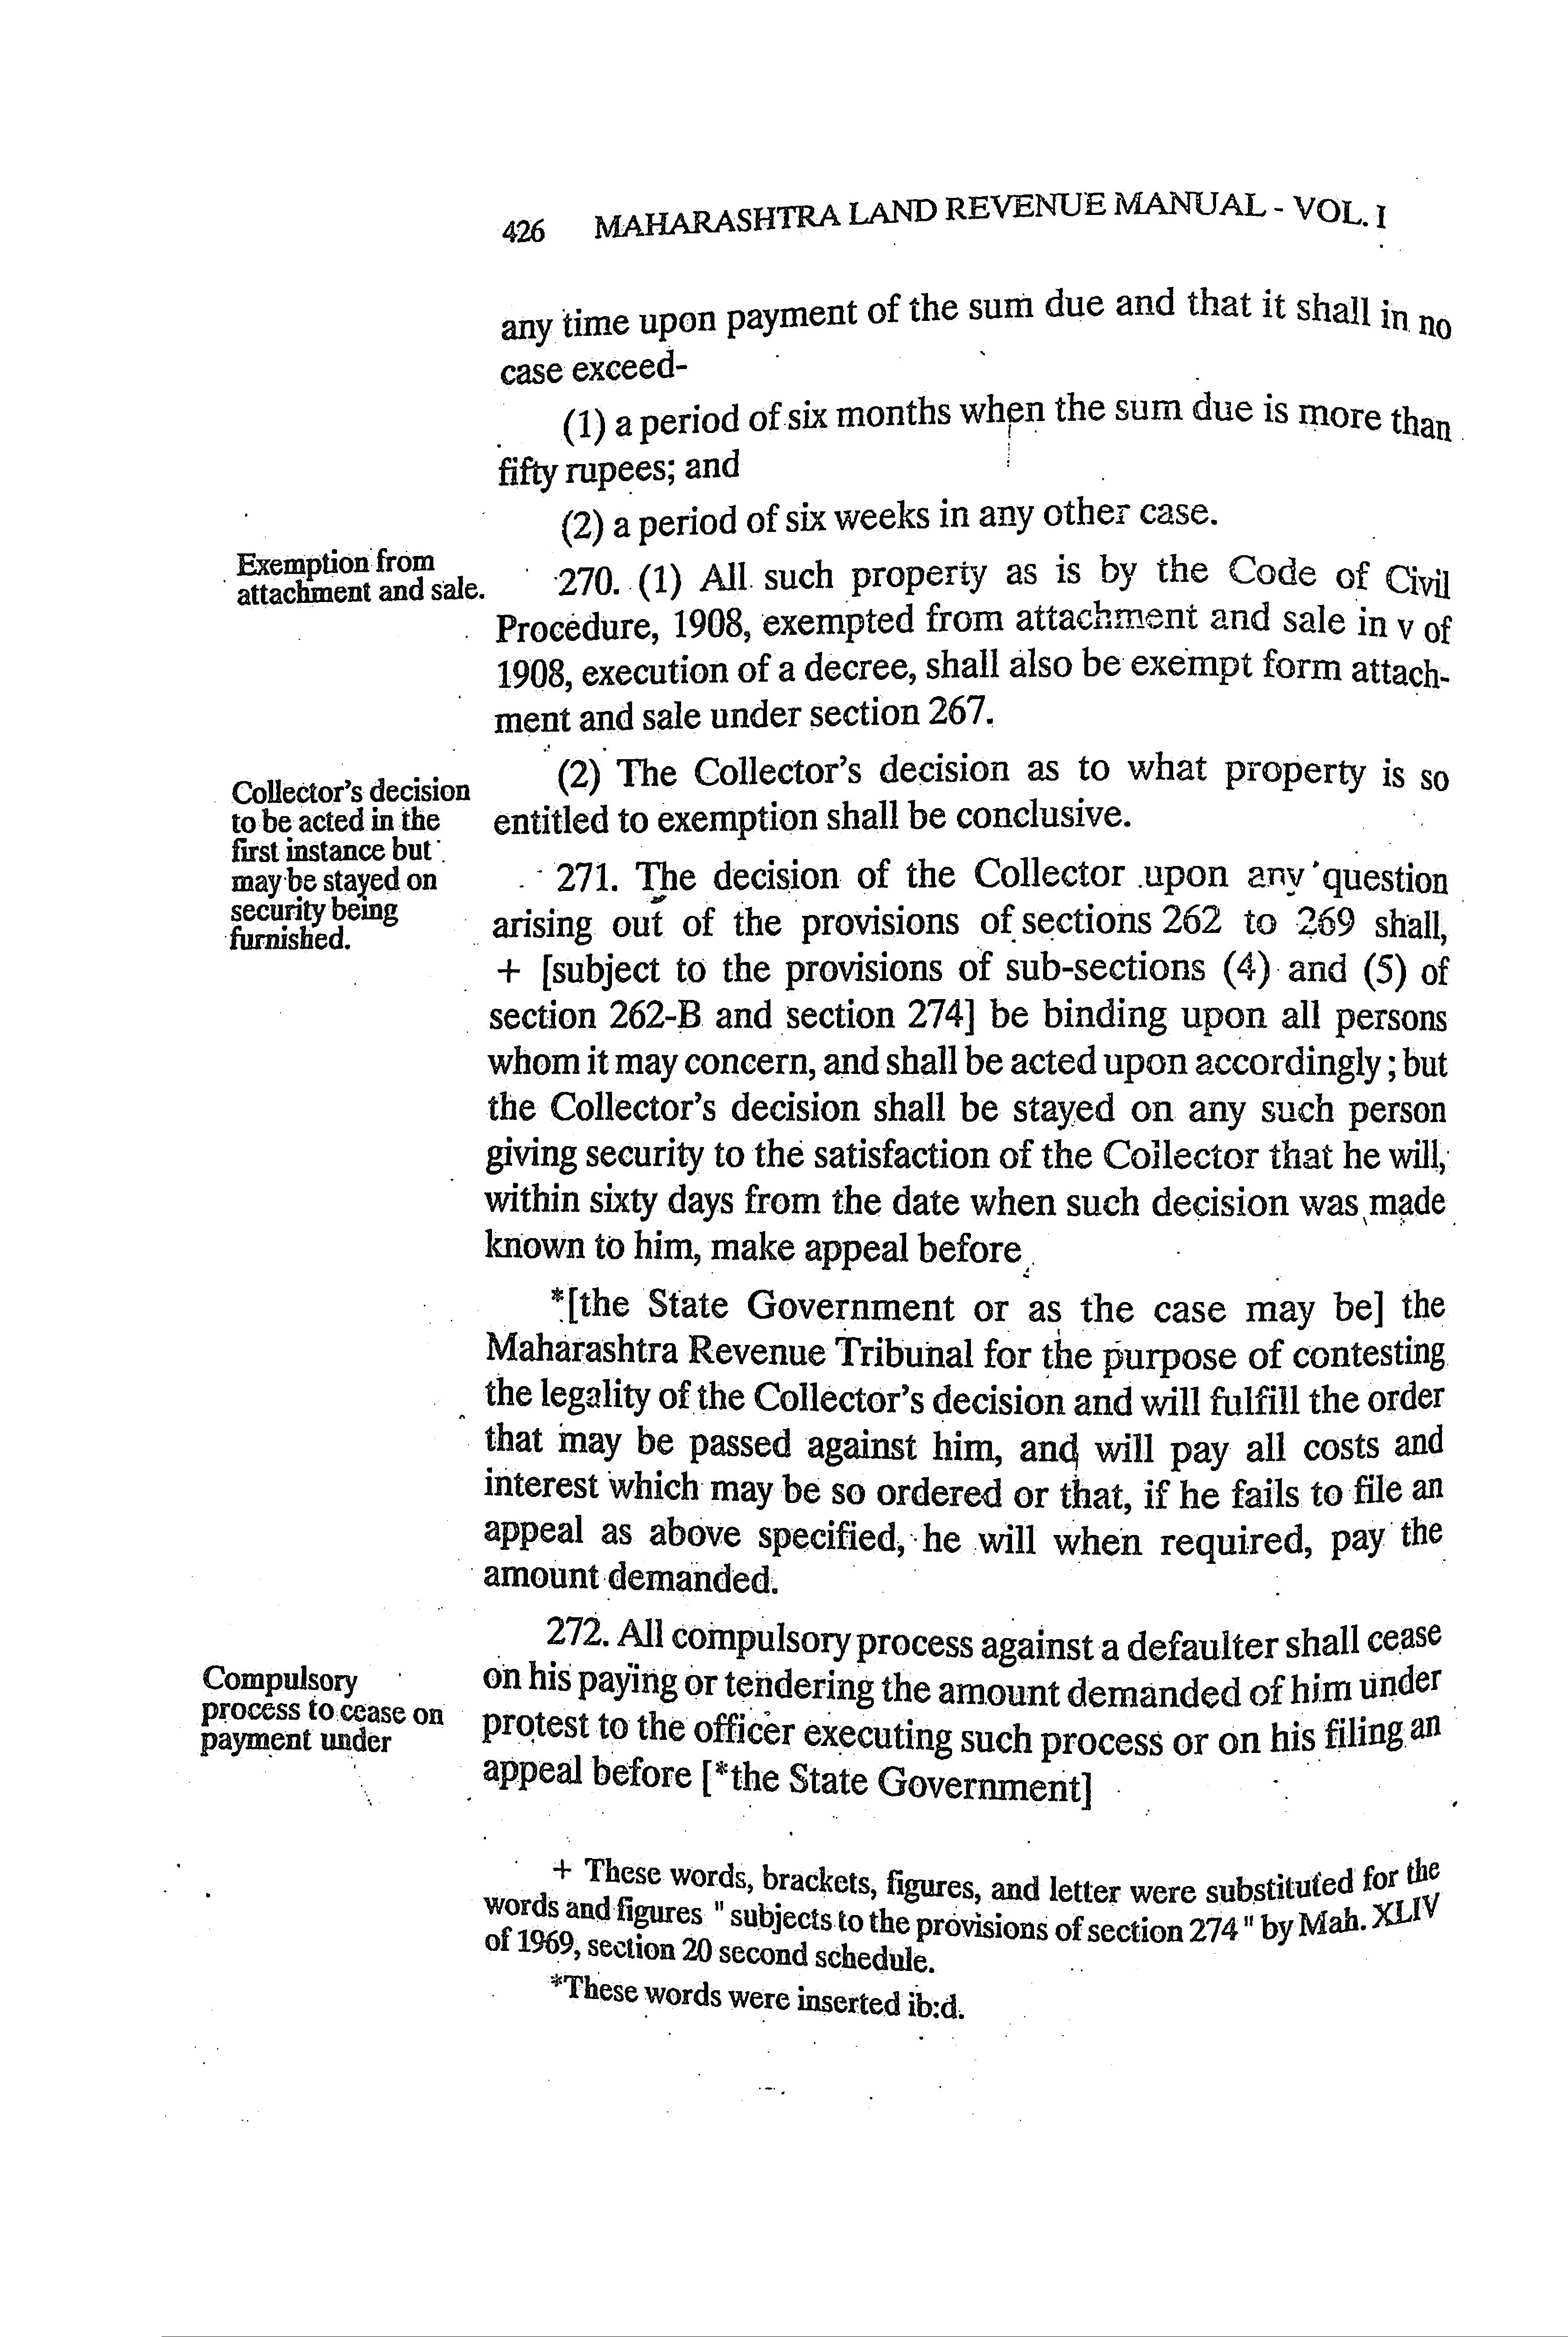 426 MAHARASHTRA LAND REVENUE MANUAL - VOL. I
any time upon payment of the sum due and that it shall in no
case exceed-
(1) a period of six months when the sum due is more than
fifty rupees; and
(2) a period of six weeks in any other case.
Exemption from
attachment and sale.
270. (1) All such property as is by the Code of Civil
Procedure, 1908, exempted from attachment and sale in v of
1908, execution of a decree, shall also be exempt form attach-
ment and sale under section 267.
(2) The Collector's decision as to what property is so
entitled to exemption shall be conclusive.
Collector's decision
to be acted in the
first instance but
may be stayed on
security being
furnished.
271. The decision of the Collector upon any question
arising out of the provisions of sections 262 to 269 shall,
+ [subject to the provisions of sub-sections (4) and (5) of
section 262-B and section 274] be binding upon all persons
whom it may concern, and shall be acted upon accordingly ; but
the Collector's decision shall be stayed on any such person
giving security to the satisfaction of the Collector that he will,
within sixty days from the date when such decision was made
known to him, make appeal before
*[the State Government or as the case may be] the
Maharashtra Revenue Tribunal for the purpose of contesting
the legality of the Collector's decision and will fulfill the order
that may be passed against him, and will pay all costs and
interest which may be so ordered or that, if he fails to file an
appeal as above specified, he will when required, pay the
amount demanded.
Compulsory
process to cease on
payment under
272. All compulsory process against a defaulter shall cease
on his paying or tendering the amount demanded of him under
protest to the officer executing such process or on his filing an
appeal before [*the State Government]
+ These words, brackets, figures, and letter were substituted for the
words and figures " subjects to the provisions of section 274 " by Mah. XLIV
of 1969, section 20 second schedule.
*These words were inserted ib:d.